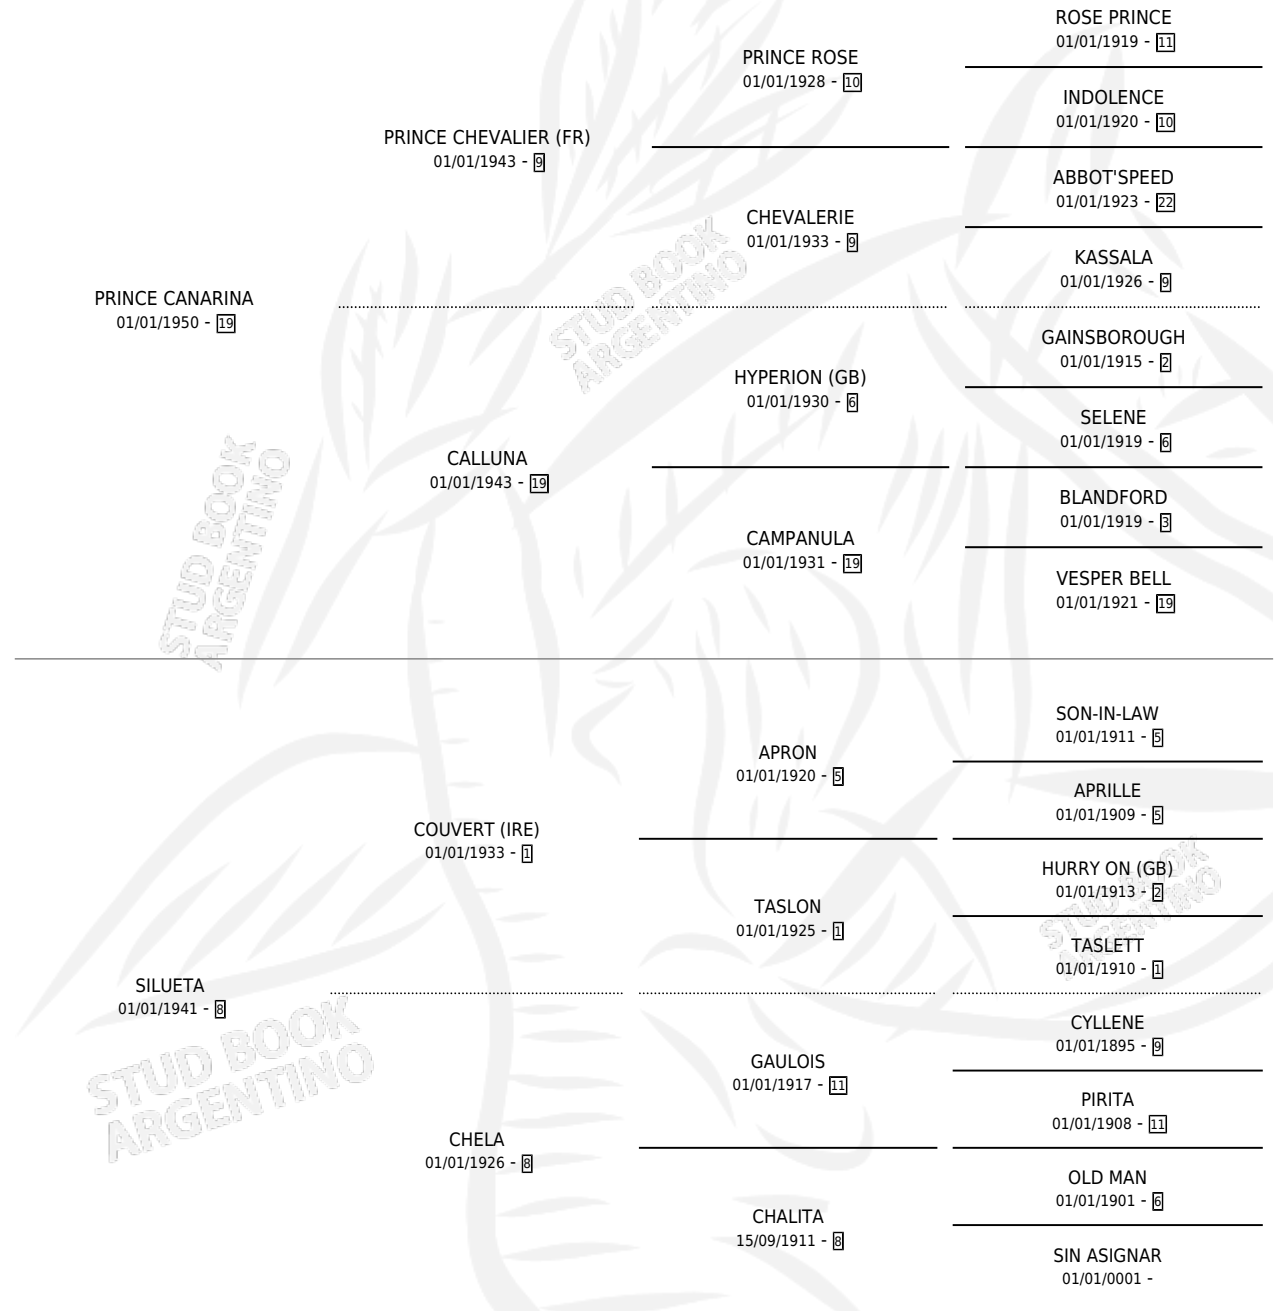 ROSE PRINCE
01/01/1919 - 11
PRINCE ROSE
01/01/1928 - 10
INDOLENCE
01/01/1920 - 10
PRINCE CHEVALIER (FR)
01/01/1943 - 9
ABBOT'SPEED
01/01/1923 - 22
CHEVALERIE
01/01/1933 - 9
KASSALA
01/01/1926 - 9
PRINCE CANARINA
01/01/1950 - 19
STUD BOOK
ARGENTINO
GAINSBOROUGH
01/01/1915 - 2
HYPERION (GB)
01/01/1930 - 6
SELENE
01/01/1919 - 6
CALLUNA
01/01/1943 - 19
BLANDFORD
01/01/1919 - 3
CAMPANULA
01/01/1931 - 19
VESPER BELL
01/01/1921 - 19
STUD BOOK
ARGENTINO
SON-IN-LAW
01/01/1911 - 5
APRON
01/01/1920 - 5
APRILLE
01/01/1909 - 5
COUVERT (IRE)
01/01/1933 - 1
HURRY ON (GB)
01/01/1913 - 2
TASLON
01/01/1925 - 1
STUD BOOK
ARGENTINO
TASLETT
01/01/1910 - 1
SILUETA
01/01/1941 - 8
STUD BOOK
ARGENTINO
CYLLENE
01/01/1895 - 9
GAULOIS
01/01/1917 - 11
PIRITA
01/01/1908 - 11
CHELA
01/01/1926 - 8
OLD MAN
01/01/1901 - 6
CHALITA
15/09/1911 - 8
SIN ASIGNAR
01/01/0001 -